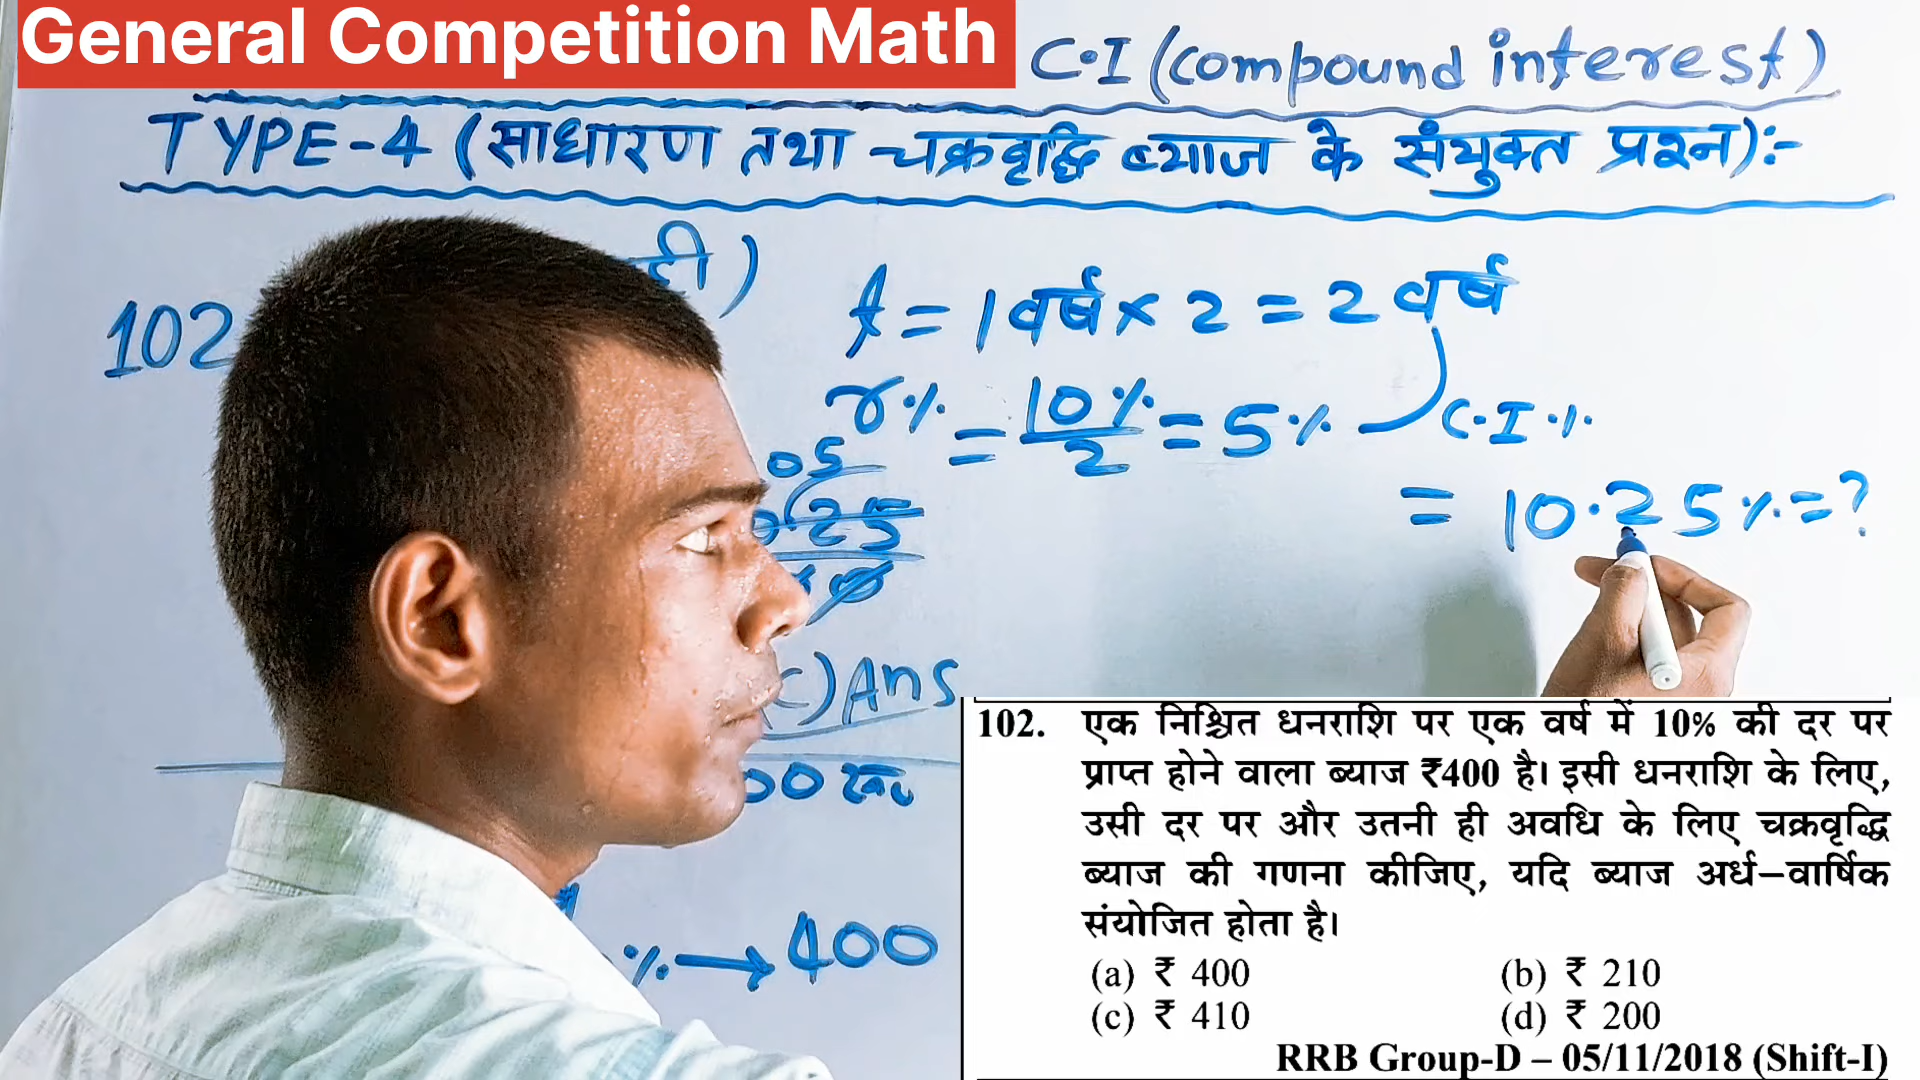 General Competition Math
C.I (compound interest)
TYPE-4 (साधारण तथा चक्रवृद्धि ब्याज के संयुक्त प्रश्न):-
ही)
102
t = 1 वर्ष × 2 = 2 वर्ष
r% = 10%/2 = 5% C.I%
05
25
= 10.25% = ?
(c) Ans
00
% → 400
102. एक निश्चित धनराशि पर एक वर्ष में 10% की दर पर
प्राप्त होने वाला ब्याज ₹400 है। इसी धनराशि के लिए,
उसी दर पर और उतनी ही अवधि के लिए चक्रवृद्धि
ब्याज की गणना कीजिए, यदि ब्याज अर्ध–वार्षिक
संयोजित होता है।
(a) ₹ 400 (b) ₹ 210
(c) ₹ 410 (d) ₹ 200
RRB Group-D – 05/11/2018 (Shift-I)